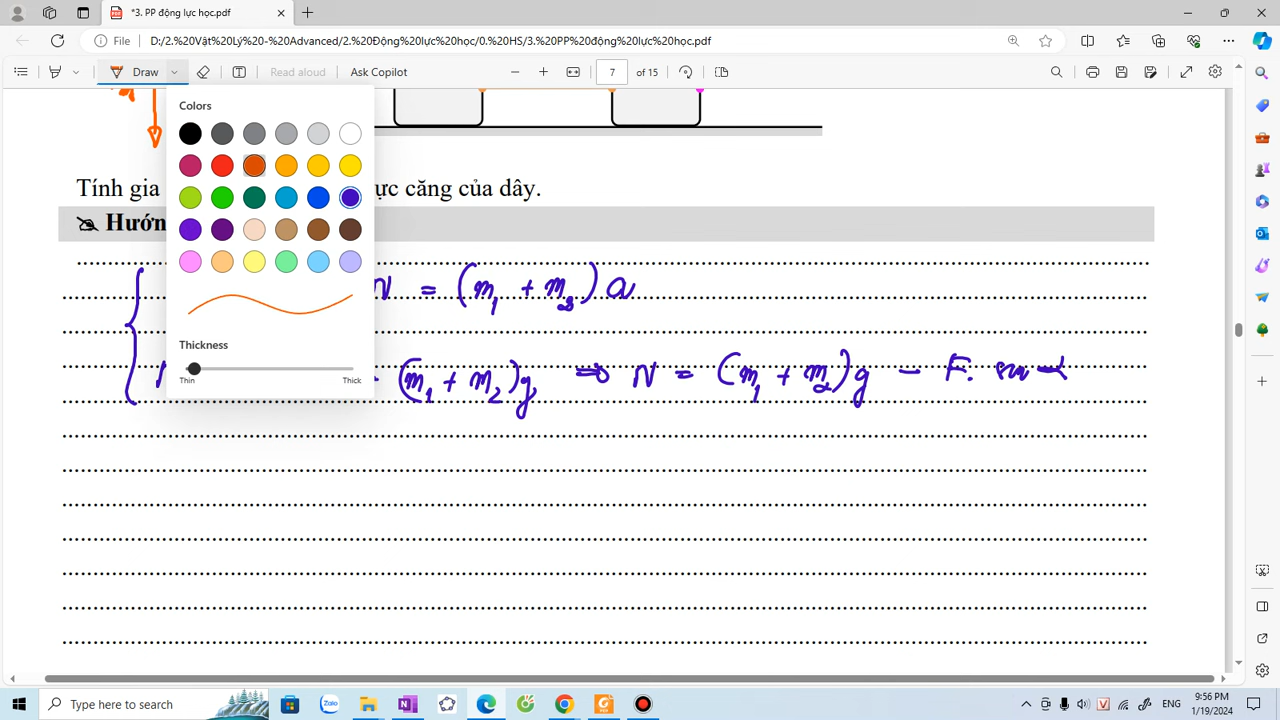 *3. PP động lực học.pdf
File
D:/2.%20Vật%20Lý%20-%20Advanced/2.%20Động%20lực%20học/0.%20HS/3.%20PP%20động%20lực%20học.pdf
Draw
Read aloud
Ask Copilot
7 of 15
Colors
Tính gia
ực căng của dây.
Hướn
N = (m₁ + m₂) a
(m₁ + m₂)g ⇒ N = (m₁ + m₂)g − F. sin α
Thickness
Thin
Thick
Type here to search
Zalo
ENG
9:56 PM
1/19/2024